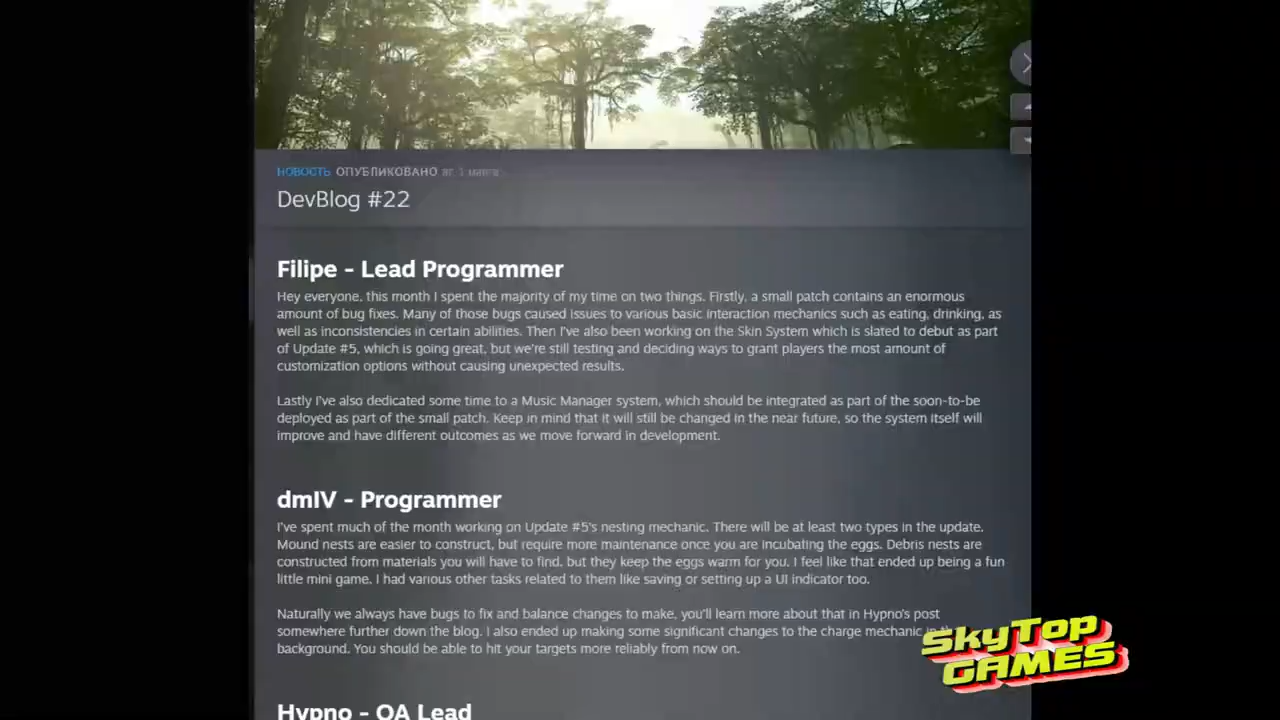 НОВОСТЬ ОПУБЛИКОВАНО вт, 1 марта
DevBlog #22
Filipe - Lead Programmer
Hey everyone, this month I spent the majority of my time on two things. Firstly, a small patch contains an enormous
amount of bug fixes. Many of those bugs caused issues to various basic interaction mechanics such as eating, drinking, as
well as inconsistencies in certain abilities. Then I've also been working on the Skin System which is slated to debut as part
of Update #5, which is going great, but we're still testing and deciding ways to grant players the most amount of
customization options without causing unexpected results.
Lastly I've also dedicated some time to a Music Manager system, which should be integrated as part of the soon-to-be
deployed as part of the small patch. Keep in mind that it will still be changed in the near future, so the system itself will
improve and have different outcomes as we move forward in development.
dmIV - Programmer
I've spent much of the month working on Update #5's nesting mechanic. There will be at least two types in the update.
Mound nests are easier to construct, but require more maintenance once you are incubating the eggs. Debris nests are
constructed from materials you will have to find, but they keep the eggs warm for you. I feel like that ended up being a fun
little mini game. I had various other tasks related to them like saving or setting up a UI indicator too.
Naturally we always have bugs to fix and balance changes to make, you'll learn more about that in Hypno's post
somewhere further down the blog. I also ended up making some significant changes to the charge mechanic in
background. You should be able to hit your targets more reliably from now on.
SkyTop
GAMES
Hypno - QA Lead